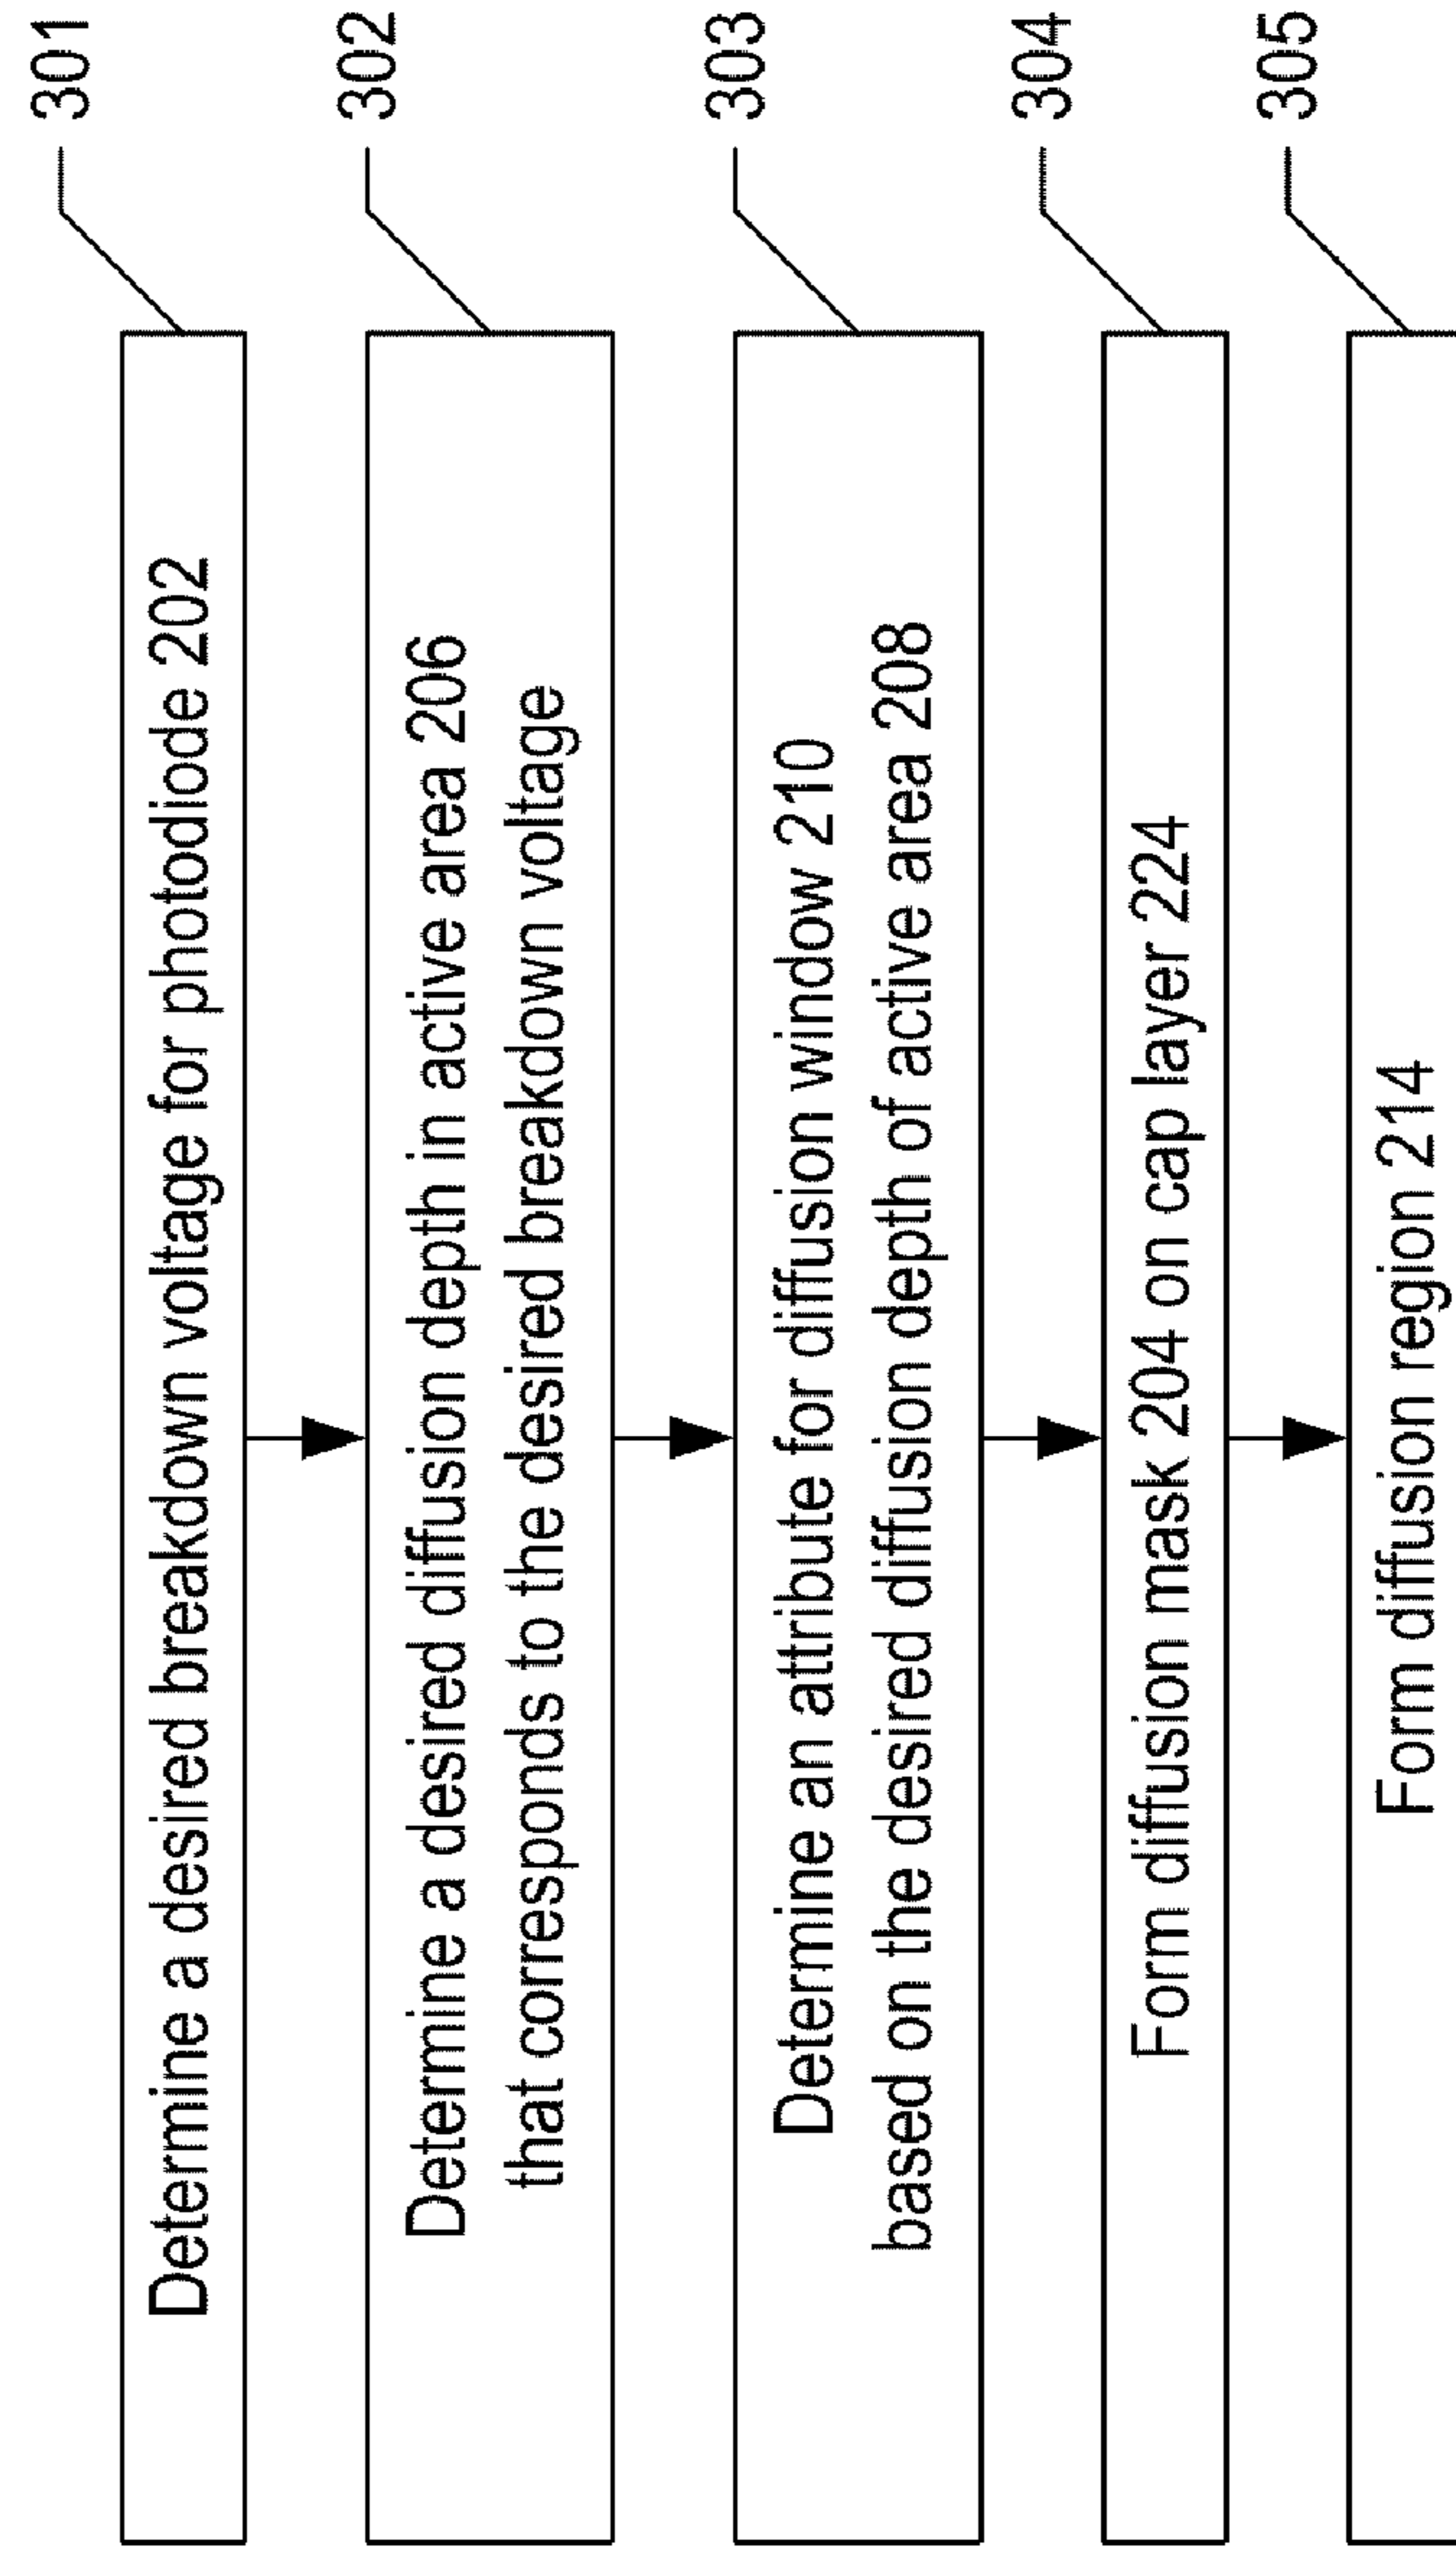 301
Determine a desired breakdown voltage for photodiode 202
302
Determine a desired diffusion depth in active area 206
that corresponds to the desired breakdown voltage
303
Determine an attribute for diffusion window 210
based on the desired diffusion depth of active area 208
304
Form diffusion mask 204 on cap layer 224
305
Form diffusion region 214